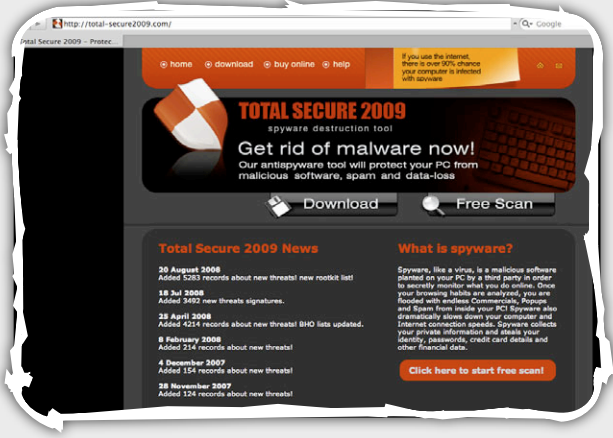 http://total-secure2009.com/
Google
Total Secure 2009 - Protec...
home download buy online help
If you use the internet,
there is over 90% chance
your computer is infected
with spyware
TOTAL SECURE 2009
spyware destruction tool
Get rid of malware now!
Our antispyware tool will protect your PC from
malicious software, spam and data-loss
Download
Free Scan
Total Secure 2009 News
20 August 2008
Added 5283 records about new threats! new rootkit list!
18 Jul 2008
Added 3492 new threats signatures.
25 April 2008
Added 4214 records about new threats! BHO lists updated.
8 February 2008
Added 214 records about new threats!
4 December 2007
Added 154 records about new threats!
28 November 2007
Added 124 records about new threats!
What is spyware?
Spyware, like a virus, is a malicious software
planted on your PC by a third party in order
to secretly monitor what you do online. Once
your browsing habits are analyzed, you are
flooded with endless Commercials, Popups
and Spam from inside your PC! Spyware also
dramatically slows down your computer and
Internet connection speeds. Spyware collects
your private information and steals your
identity, passwords, credit card details and
other financial data.
Click here to start free scan!